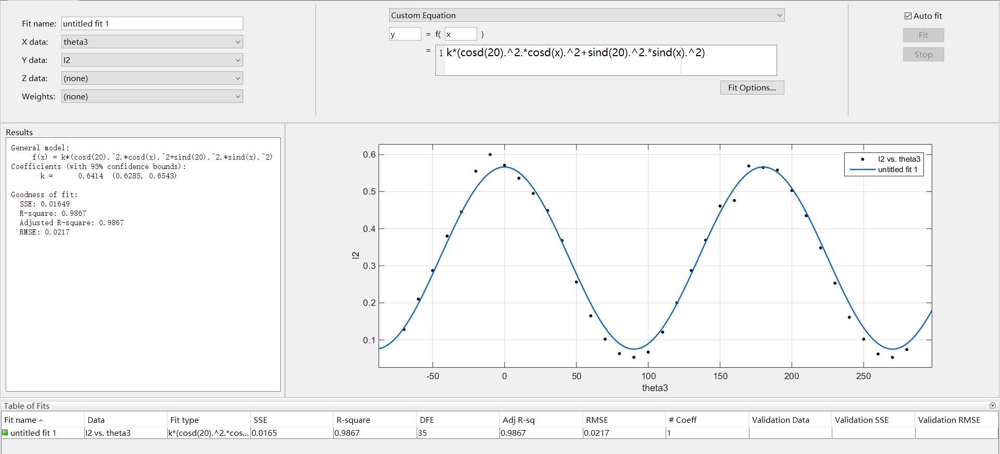 Fit name: untitled fit 1
X data: theta3
Y data: I2
Z data: (none)
Weights: (none)
Custom Equation
y = f( x )
= 1 k*(cosd(20).^2.*cosd(x).^2+sind(20).^2.*sind(x).^2)
Fit Options...
Auto fit
Fit
Stop
Results
General model:
f(x) = k*(cosd(20).^2.*cosd(x).^2+sind(20).^2.*sind(x).^2)
Coefficients (with 95% confidence bounds):
k = 0.6414 (0.6285, 0.6543)
Goodness of fit:
SSE: 0.01649
R-square: 0.9867
Adjusted R-square: 0.9867
RMSE: 0.0217
I2 vs. theta3
untitled fit 1
0.6
0.5
0.4
0.3
0.2
0.1
I2
-50 0 50 100 150 200 250
theta3
Table of Fits
Fit name Data Fit type SSE R-square DFE Adj R-sq RMSE # Coeff Validation Data Validation SSE Validation RMSE
untitled fit 1 I2 vs. theta3 k*(cosd(20).^2.*cos... 0.0165 0.9867 35 0.9867 0.0217 1